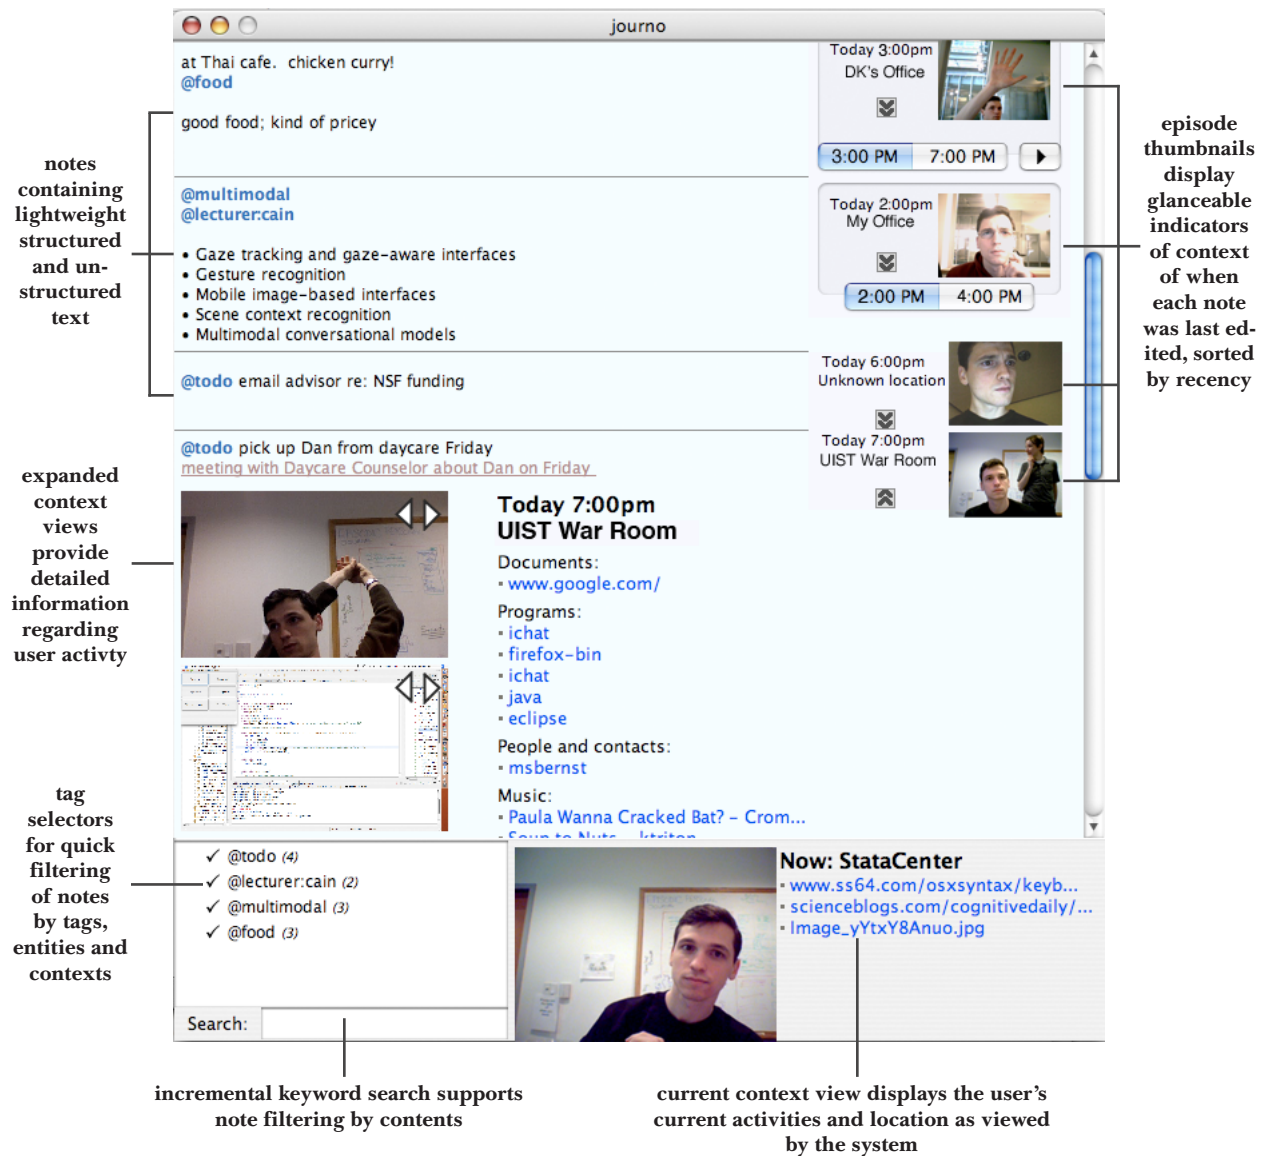 journo
at Thai cafe.  chicken curry!
@food
good food; kind of pricey
@multimodal
@lecturer:cain
• Gaze tracking and gaze-aware interfaces
• Gesture recognition
• Mobile image-based interfaces
• Scene context recognition
• Multimodal conversational models
@todo email advisor re: NSF funding
@todo pick up Dan from daycare Friday
meeting with Daycare Counselor about Dan on Friday
Today 3:00pm
DK's Office
3:00 PM 7:00 PM
Today 2:00pm
My Office
2:00 PM 4:00 PM
Today 6:00pm
Unknown location
Today 7:00pm
UIST War Room
Today 7:00pm
UIST War Room
Documents:
www.google.com/
Programs:
ichat
firefox-bin
ichat
java
eclipse
People and contacts:
msbernst
Music:
Paula Wanna Cracked Bat? - Crom...
✓ @todo (4)
✓ @lecturer:cain (2)
✓ @multimodal (3)
✓ @food (3)
Search:
Now: StataCenter
www.ss64.com/osxsyntax/keyb...
scienceblogs.com/cognitivedaily/...
Image_yYtxY8Anuo.jpg
notes
containing
lightweight
structured
and un-
structured
text
expanded
context
views
provide
detailed
information
regarding
user activty
tag
selectors
for quick
filtering
of notes
by tags,
entities and
contexts
episode
thumbnails
display
glanceable
indicators
of context
of when
each note
was last ed-
ited, sorted
by recency
incremental keyword search supports
note filtering by contents
current context view displays the user's
current activities and location as viewed
by the system